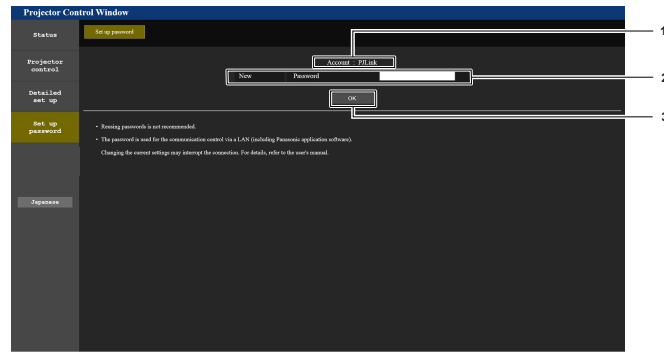 Projector Control Window
Status
Set up password
1
Projector
control
Account : PJLink
New Password
2
Detailed
set up
OK
3
Set up
password
• Reusing passwords is not recommended.
• The password is used for the communication control via a LAN (including Panasonic application software).
Changing the current settings may interrupt the connection. For details, refer to the user's manual.
Japanese